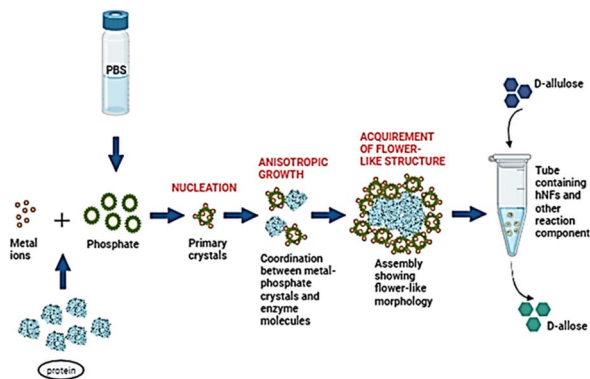 PBS
D-allulose
ACQUIREMENT
OF FLOWER-
LIKE STRUCTURE
ANISOTROPIC
GROWTH
NUCLEATION
Tube
containing
hNFs and
other
reaction
component
Metal
ions
+
Phosphate
Primary
crystals
Coordination
between metal-
phosphate
crystals and
enzyme
molecules
Assembly
showing
flower-like
morphology
D-allose
protein